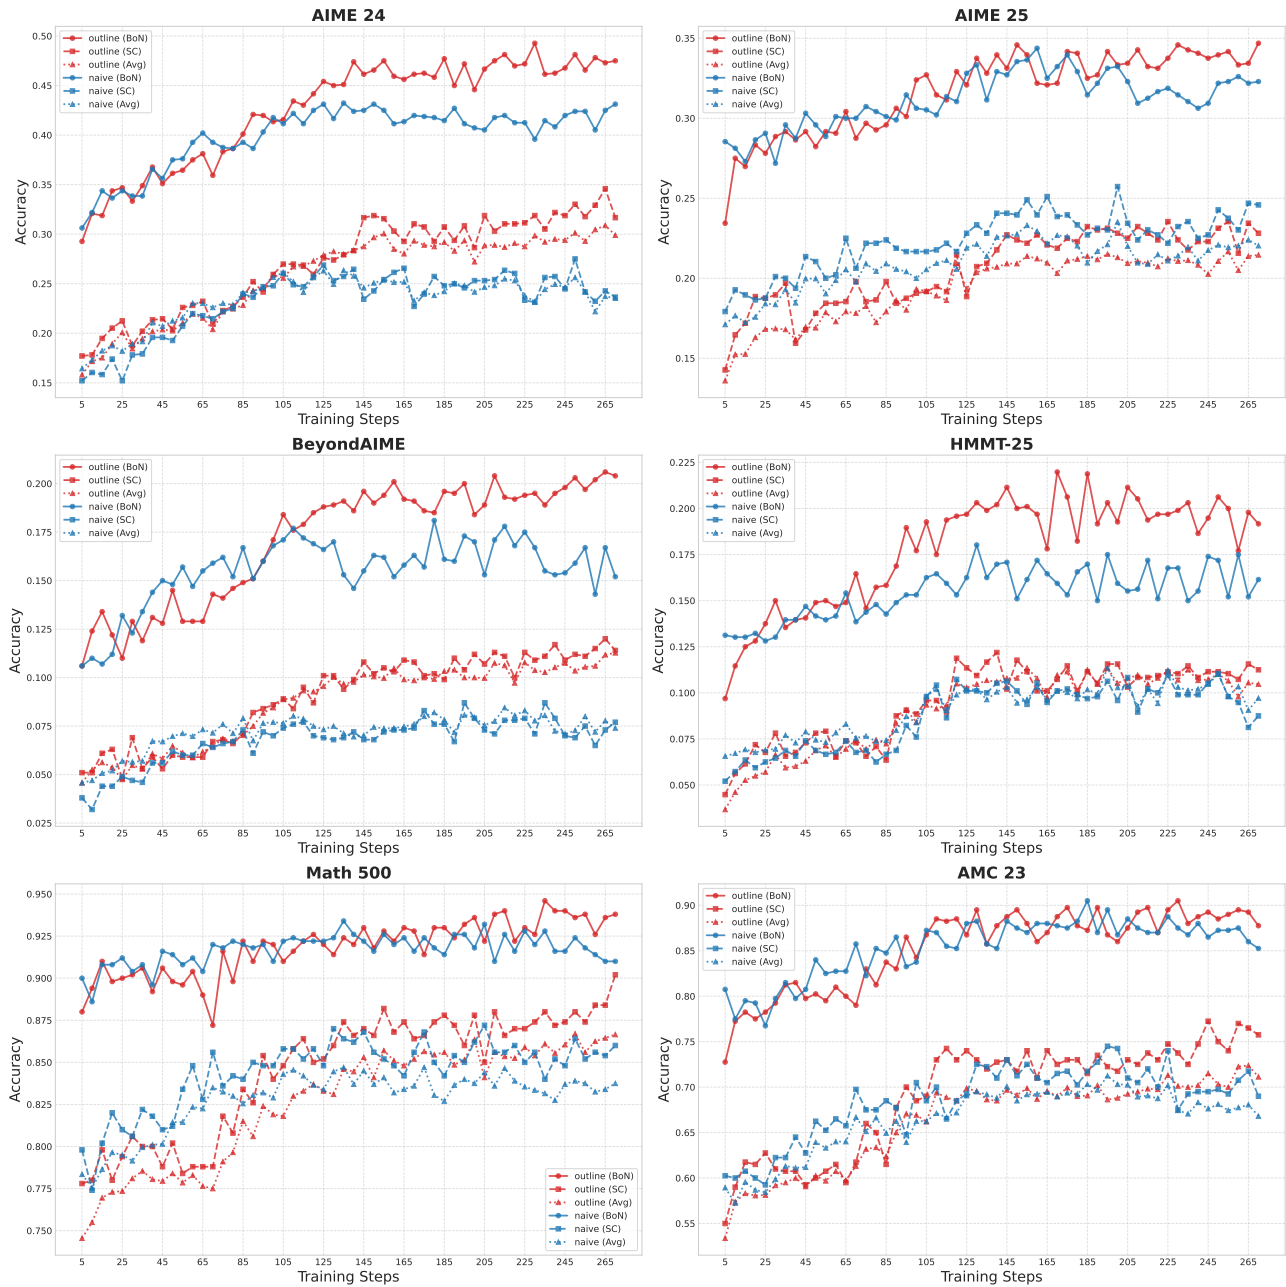 AIME 24
outline (BoN)
outline (SC)
outline (Avg)
naive (BoN)
naive (SC)
naive (Avg)
0.50
0.45
0.40
0.35
0.30
0.25
0.20
0.15
Accuracy
5 25 45 65 85 105 125 145 165 185 205 225 245 265
Training Steps
AIME 25
outline (BoN)
outline (SC)
outline (Avg)
naive (BoN)
naive (SC)
naive (Avg)
0.35
0.30
0.25
0.20
0.15
Accuracy
5 25 45 65 85 105 125 145 165 185 205 225 245 265
Training Steps
BeyondAIME
outline (BoN)
outline (SC)
outline (Avg)
naive (BoN)
naive (SC)
naive (Avg)
0.200
0.175
0.150
0.125
0.100
0.075
0.050
0.025
Accuracy
5 25 45 65 85 105 125 145 165 185 205 225 245 265
Training Steps
HMMT-25
outline (BoN)
outline (SC)
outline (Avg)
naive (BoN)
naive (SC)
naive (Avg)
0.225
0.200
0.175
0.150
0.125
0.100
0.075
0.050
Accuracy
5 25 45 65 85 105 125 145 165 185 205 225 245 265
Training Steps
Math 500
0.950
0.925
0.900
0.875
0.850
0.825
0.800
0.775
0.750
Accuracy
outline (BoN)
outline (SC)
outline (Avg)
naive (BoN)
naive (SC)
naive (Avg)
5 25 45 65 85 105 125 145 165 185 205 225 245 265
Training Steps
AMC 23
outline (BoN)
outline (SC)
outline (Avg)
naive (BoN)
naive (SC)
naive (Avg)
0.90
0.85
0.80
0.75
0.70
0.65
0.60
0.55
Accuracy
5 25 45 65 85 105 125 145 165 185 205 225 245 265
Training Steps